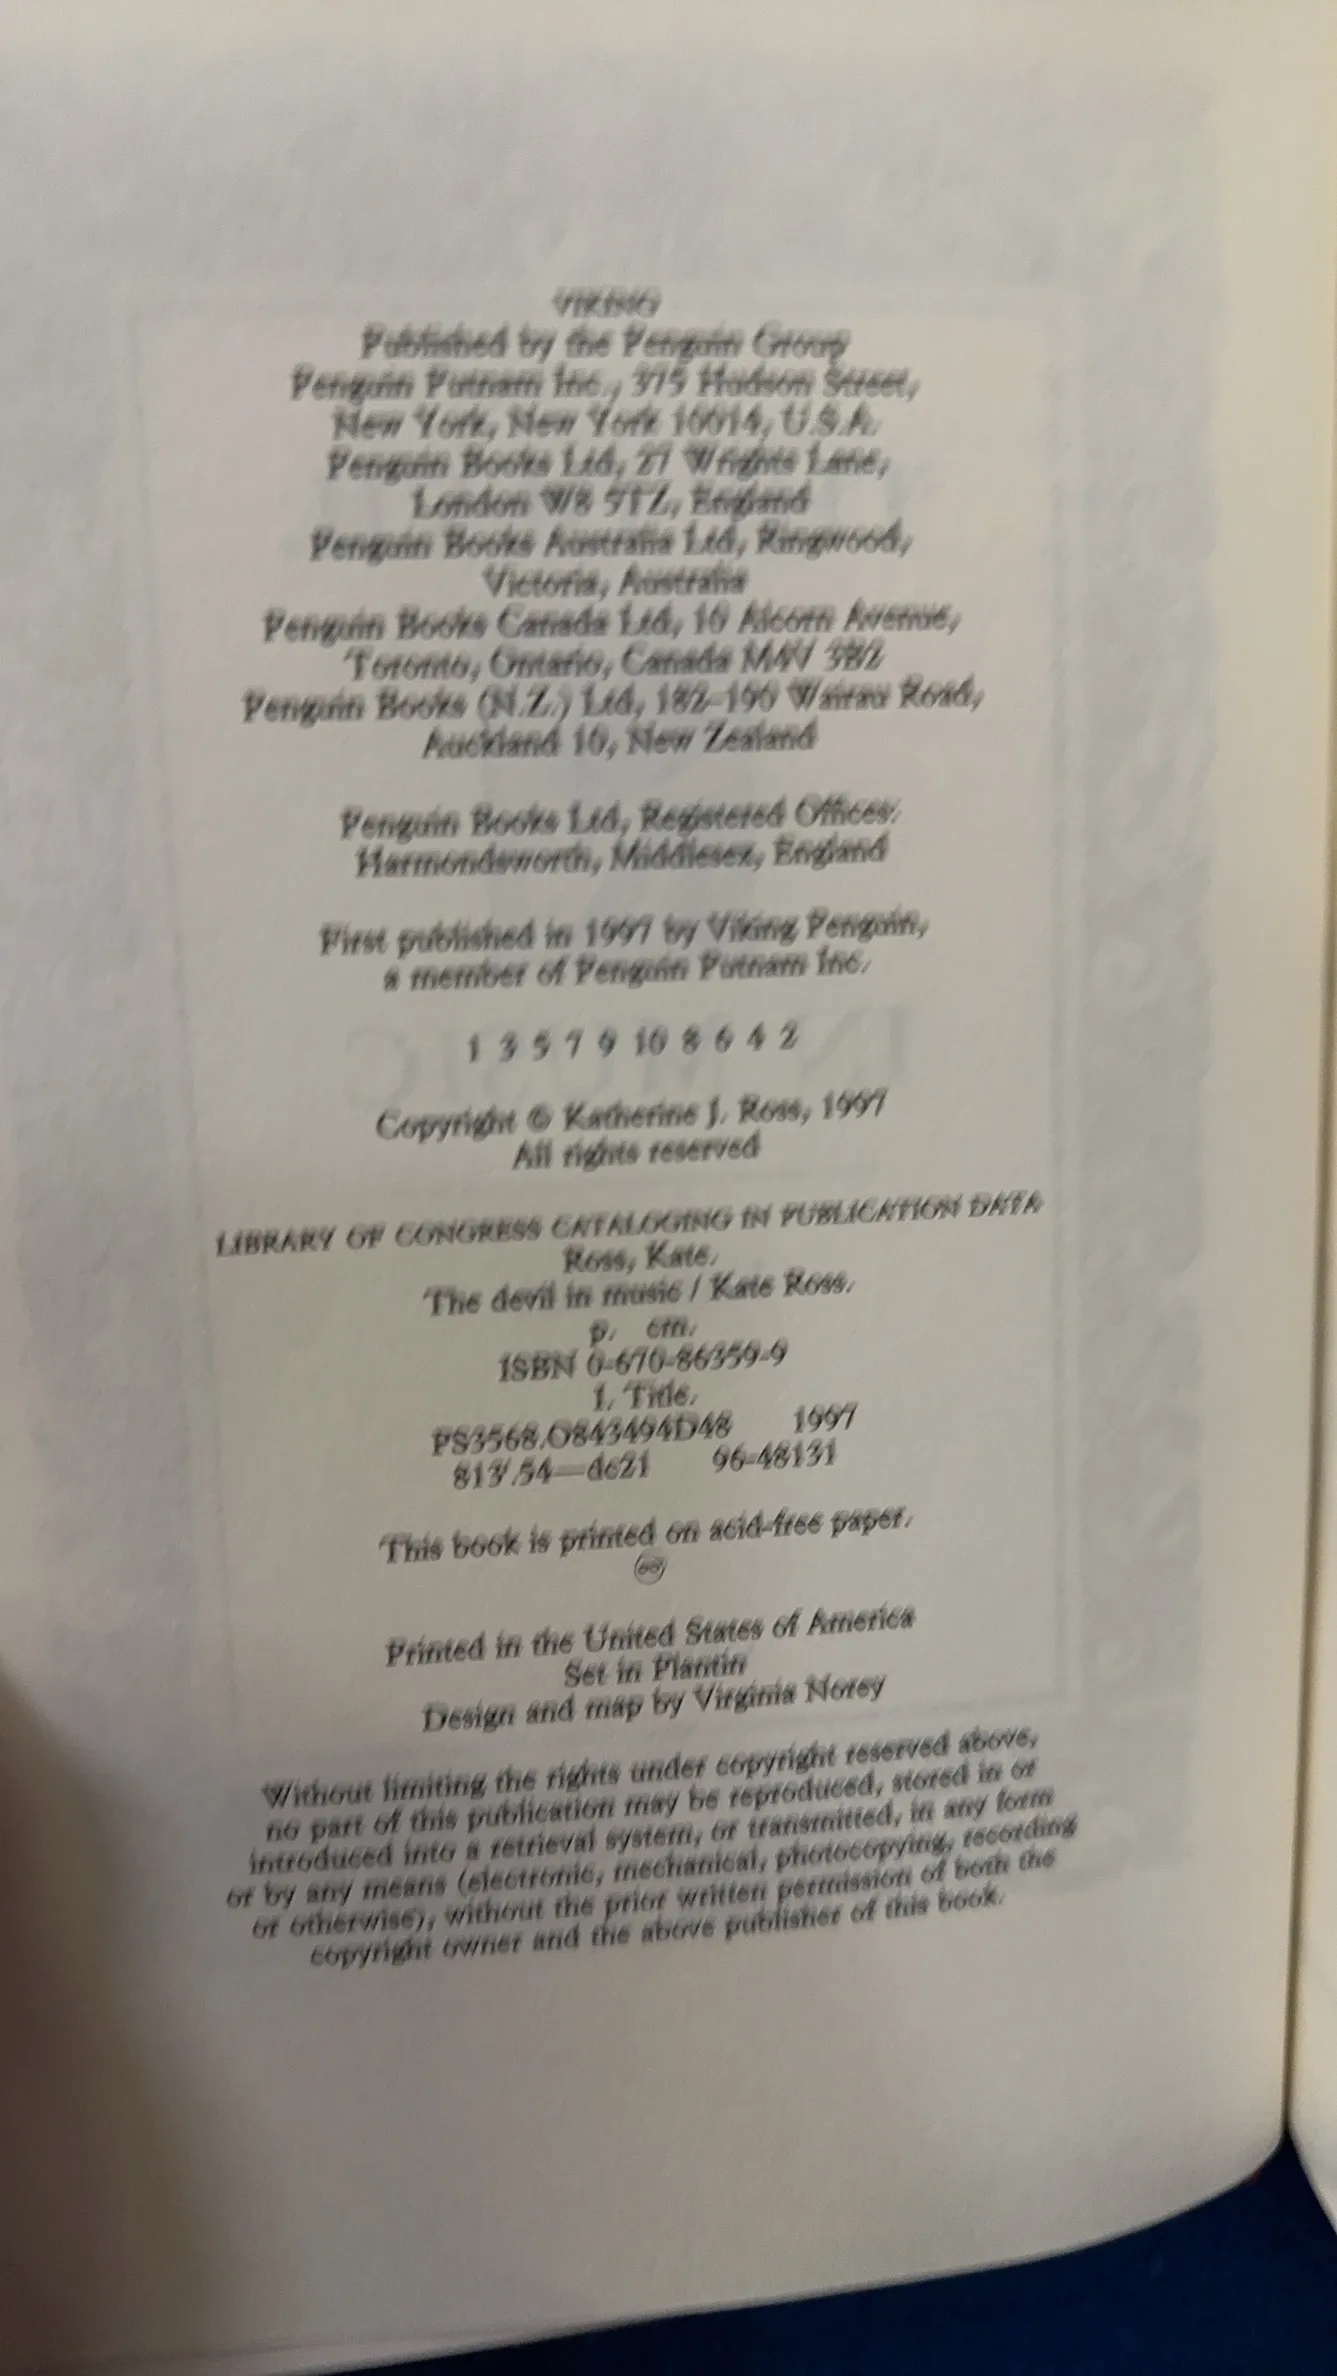 VIKING
Published by the Penguin Group
Penguin Putnam Inc., 375 Hudson Street,
New York, New York 10014, U.S.A.
Penguin Books Ltd, 27 Wrights Lane,
London W8 5TZ, England
Penguin Books Australia Ltd, Ringwood,
Victoria, Australia
Penguin Books Canada Ltd, 10 Alcorn Avenue,
Toronto, Ontario, Canada M4V 3B2
Penguin Books (N.Z.) Ltd, 182–190 Wairau Road,
Auckland 10, New Zealand
Penguin Books Ltd, Registered Offices:
Harmondsworth, Middlesex, England
First published in 1997 by Viking Penguin,
a member of Penguin Putnam Inc.
1 3 5 7 9 10 8 6 4 2
Copyright © Katherine J. Ross, 1997
All rights reserved
LIBRARY OF CONGRESS CATALOGING IN PUBLICATION DATA
Ross, Kate.
The devil in music / Kate Ross.
p. cm.
ISBN 0-670-86359-9
1. Title.
PS3568.O843494D48 1997
813'.54—dc21 96-48131
This book is printed on acid-free paper.
∞
Printed in the United States of America
Set in Plantin
Design and map by Virginia Norey
Without limiting the rights under copyright reserved above,
no part of this publication may be reproduced, stored in or
introduced into a retrieval system, or transmitted, in any form
or by any means (electronic, mechanical, photocopying, recording
or otherwise), without the prior written permission of both the
copyright owner and the above publisher of this book.